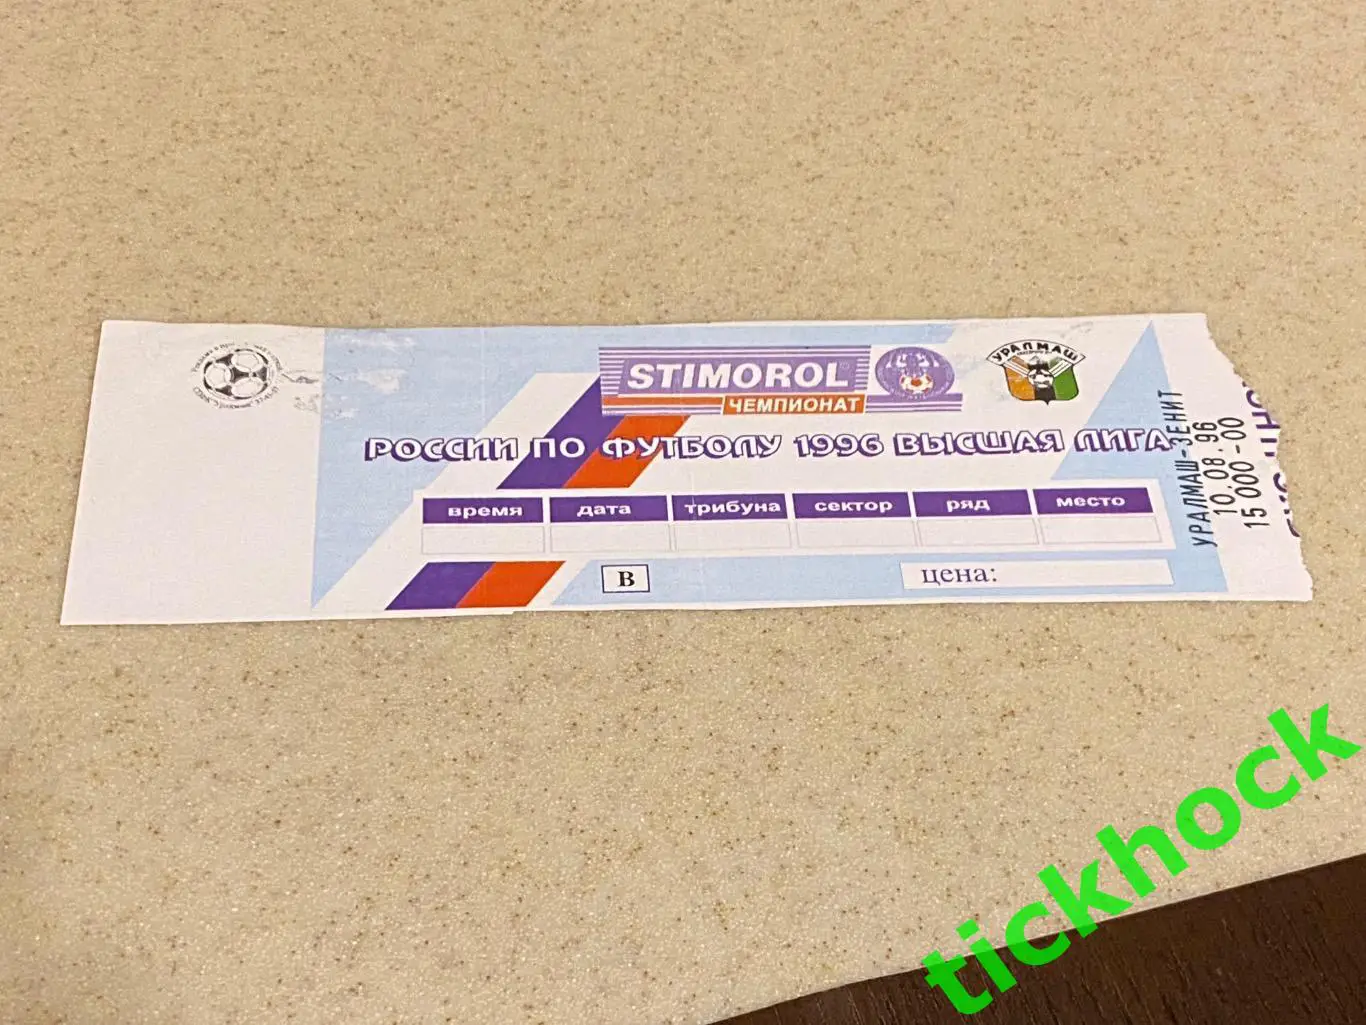 STIMOROL
ЧЕМПИОНАТ
УРАЛМАШ
РОССИИ ПО ФУТБОЛУ 1996 ВЫСШАЯ ЛИГА
время дата трибуна сектор ряд место
B
цена:
УРАЛМАШ-ЗЕНИТ
10.08.96
15:00-00
tickhock